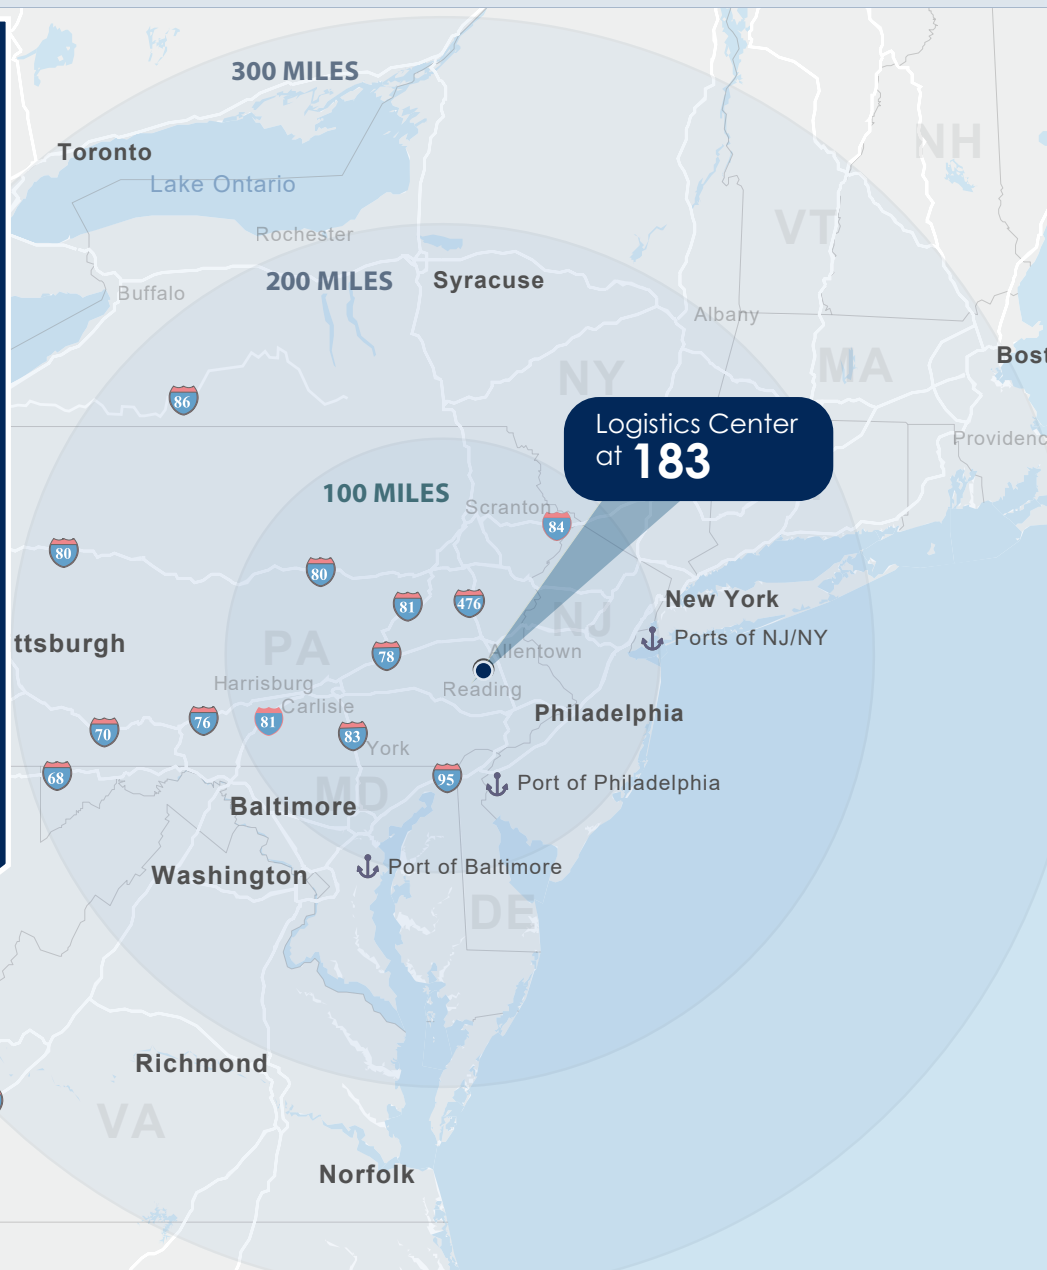 300 MILES
NH
Toronto
Lake Ontario
VT
Rochester
200 MILES
Syracuse
Buffalo
Albany
Bost
MA
NY
86
Logistics Center
at 183
Providenc
100 MILES
Scranton
84
80
80
81
476
New York
NJ
Ports of NJ/NY
ttsburgh
PA
78
Allentown
Harrisburg
Reading
Carlisle
Philadelphia
70
76
81
83
York
68
95
Port of Philadelphia
MD
Baltimore
Port of Baltimore
Washington
DE
Richmond
VA
Norfolk